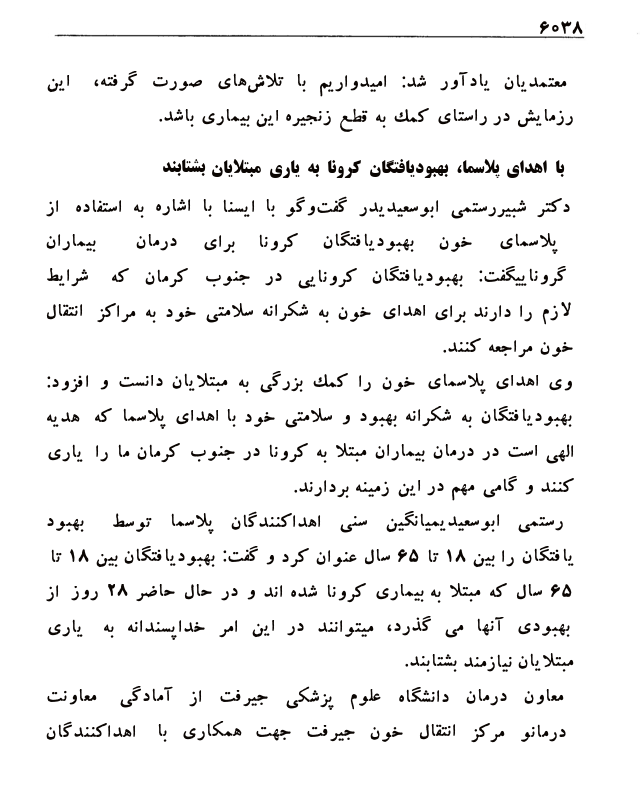 ۶۰۳۸
معتمدیان یادآور شد: امیدواریم با تلاش‌های صورت گرفته، این
رزمایش در راستای کمك به قطع زنجیره این بیماری باشد.
با اهدای پلاسما، بهبودیافتگان کرونا به یاری مبتلایان بشتابند
دکتر شبیررستمی ابوسعیدیدر گفت‌وگو با ایسنا با اشاره به استفاده از
پلاسمای خون بهبودیافتگان کرونا برای درمان بیماران
گروناییگفت: بهبودیافتگان کرونایی در جنوب کرمان که شرایط
لازم را دارند برای اهدای خون به شکرانه سلامتی خود به مراکز انتقال
خون مراجعه کنند.
وی اهدای پلاسمای خون را کمك بزرگی به مبتلایان دانست و افزود:
بهبودیافتگان به شکرانه بهبود و سلامتی خود با اهدای پلاسما که هدیه
الهی است در درمان بیماران مبتلا به کرونا در جنوب کرمان ما را یاری
کنند و گامی مهم در این زمینه بردارند.
رستمی ابوسعیدیمیانگین سنی اهداکنندگان پلاسما توسط بهبود
یافتگان را بین ۱۸ تا ۶۵ سال عنوان کرد و گفت: بهبودیافتگان بین ۱۸ تا
۶۵ سال که مبتلا به بیماری کرونا شده اند و در حال حاضر ۲۸ روز از
بهبودی آنها می گذرد، میتوانند در این امر خداپسندانه به یاری
مبتلایان نیازمند بشتابند.
معاون درمان دانشگاه علوم پزشکی جیرفت از آمادگی معاونت
درمانو مرکز انتقال خون جیرفت جهت همکاری با اهداکنندگان